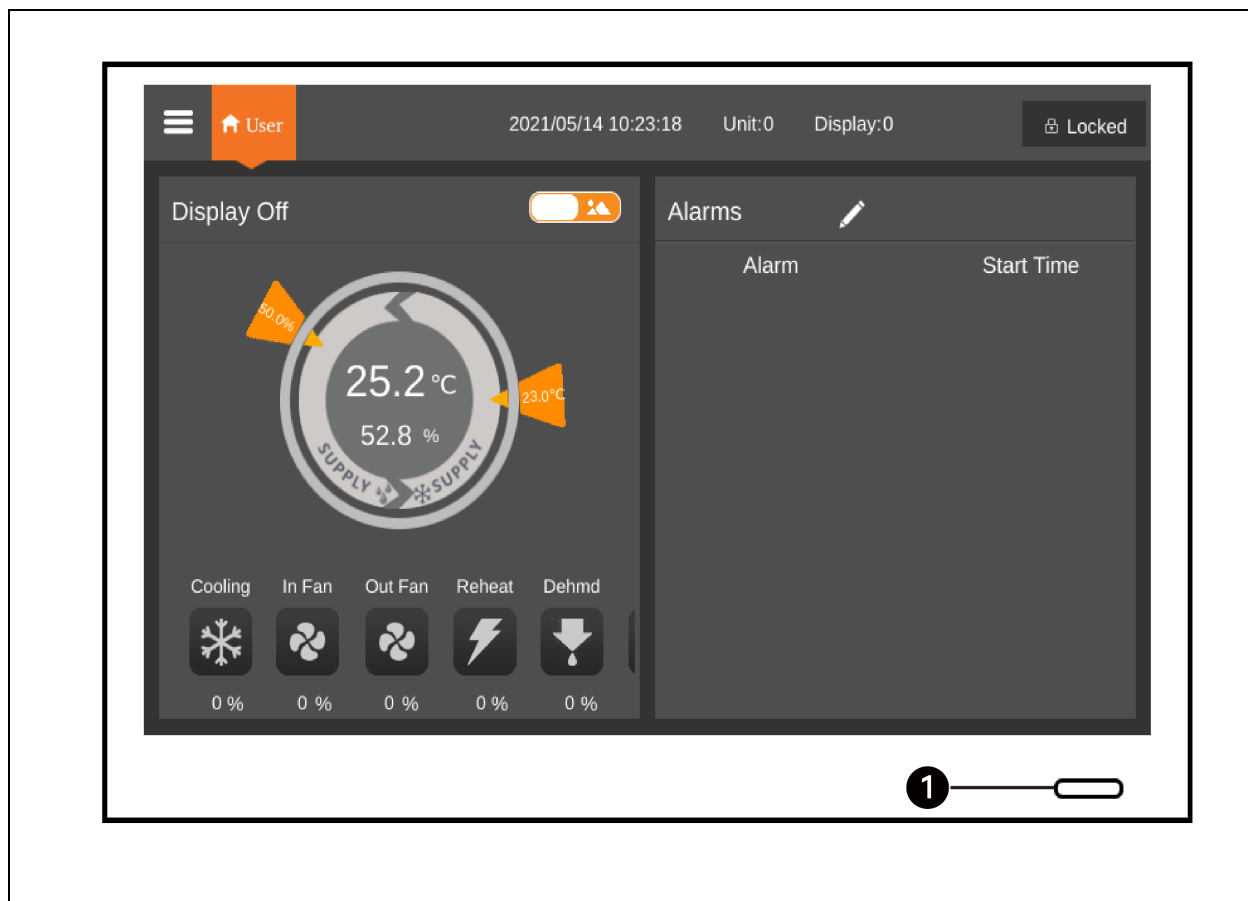 User
2021/05/14 10:23:18
Unit:0
Display:0
Locked
Display Off
50.0%
23.0°C
25.2 °C
52.8 %
SUPPLY
SUPPLY
Cooling
In Fan
Out Fan
Reheat
Dehmd
0 %
0 %
0 %
0 %
0 %
Alarms
Alarm
Start Time
1